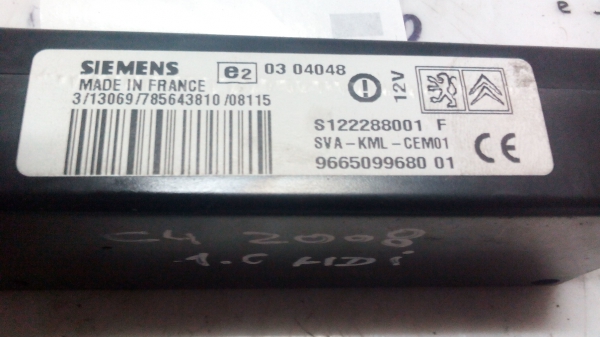 SIEMENS e2 03 04048
MADE IN FRANCE
3/13069/785643810/08115
12V
S122288001 F
SVA-KML-CEM01
9665099680 01
CE
C4 2008
1.6 HDi